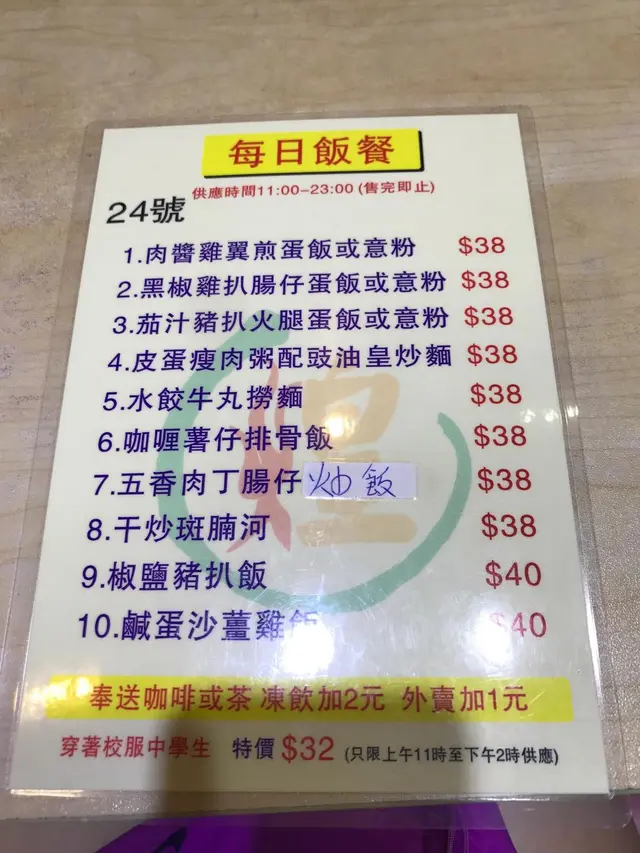 每日飯餐
供應時間11:00-23:00 (售完即止)
24號
1.肉醬雞翼煎蛋飯或意粉 $38
2.黑椒雞扒腸仔蛋飯或意粉 $38
3.茄汁豬扒火腿蛋飯或意粉 $38
4.皮蛋瘦肉粥配豉油皇炒麵 $38
5.水餃牛丸撈麵 $38
6.咖喱薯仔排骨飯 $38
7.五香肉丁腸仔炒飯 $38
8.干炒斑腩河 $38
9.椒鹽豬扒飯 $40
10.鹹蛋沙薑雞飯 $40
奉送咖啡或茶 凍飲加2元 外賣加1元
穿著校服中學生 特價 $32 (只限上午11時至下午2時供應)
煌